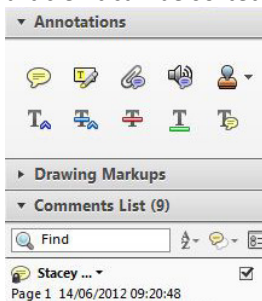 Annotations
Drawing Markups
Comments List (9)
Find
Stacey ...
Page 1 14/06/2012 09:20:48